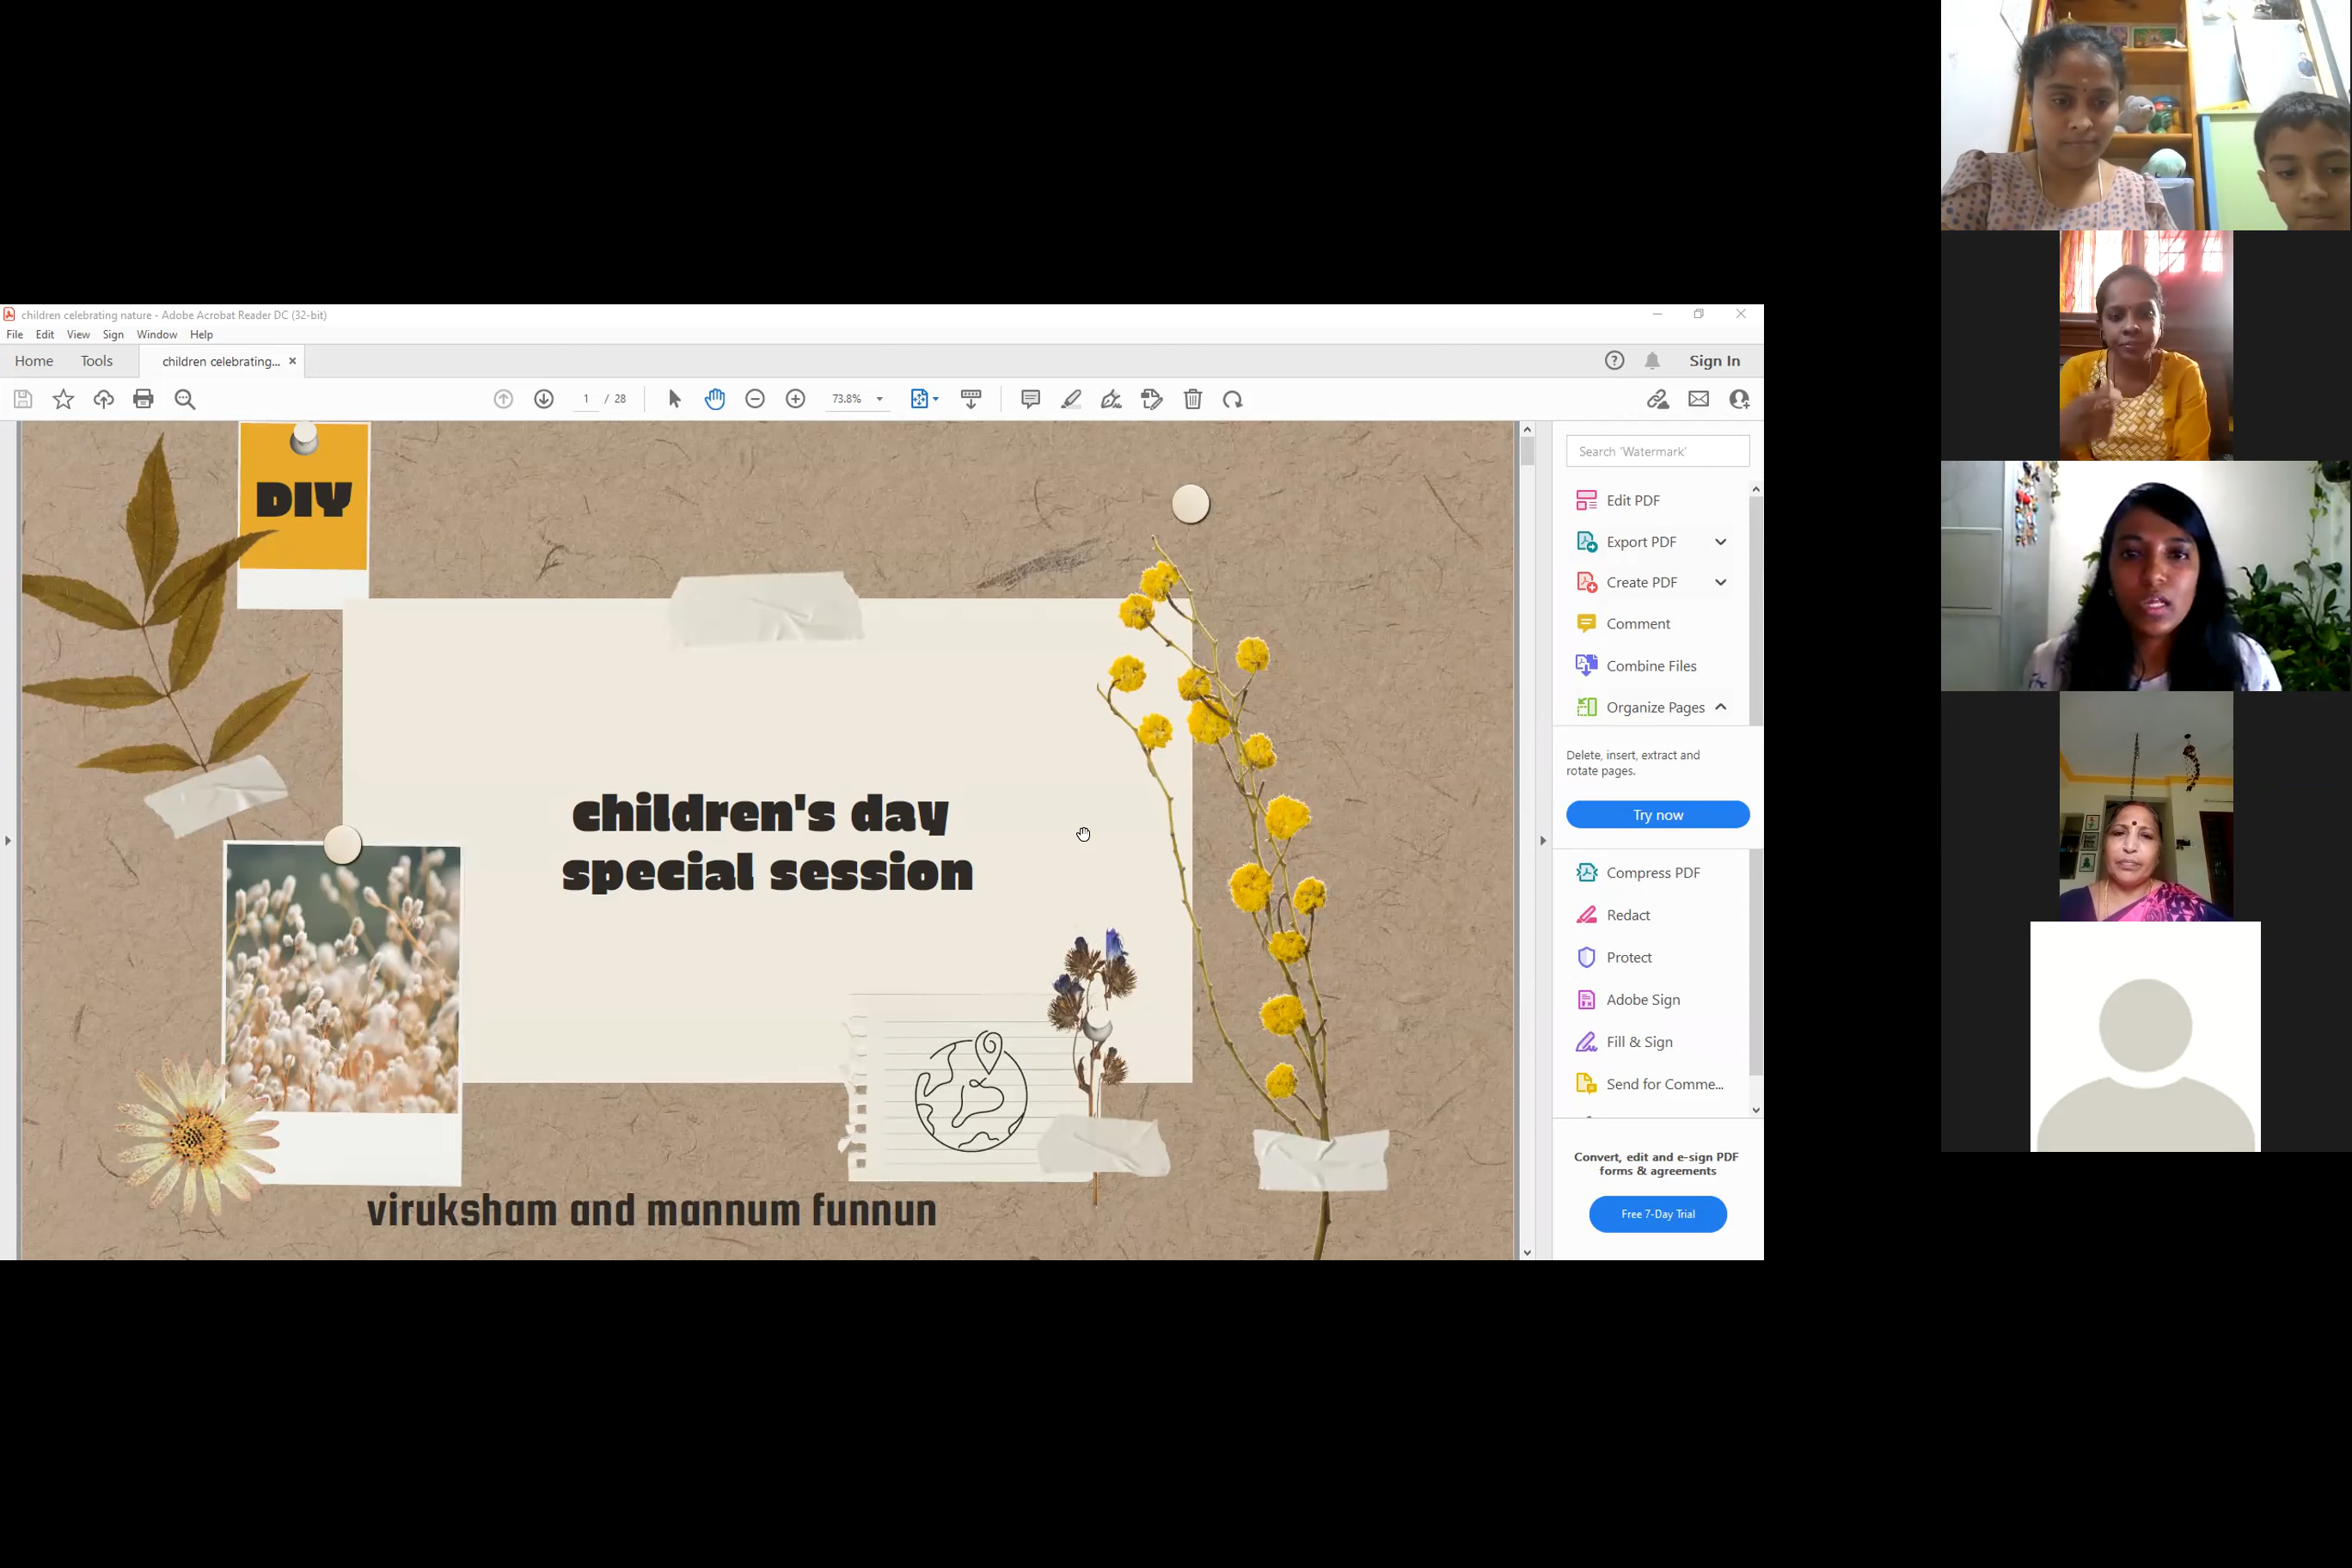 children celebrating nature - Adobe Acrobat Reader DC (32-bit)
File Edit View Sign Window Help
Home Tools children celebrating... × Sign In
1 / 28 73.8%
DIY
children's day
special session
viruksham and mannum funnun
Search 'Watermark'
Edit PDF
Export PDF
Create PDF
Comment
Combine Files
Organize Pages
Delete, insert, extract and
rotate pages.
Try now
Compress PDF
Redact
Protect
Adobe Sign
Fill & Sign
Send for Comme...
Convert, edit and e-sign PDF
forms & agreements
Free 7-Day Trial